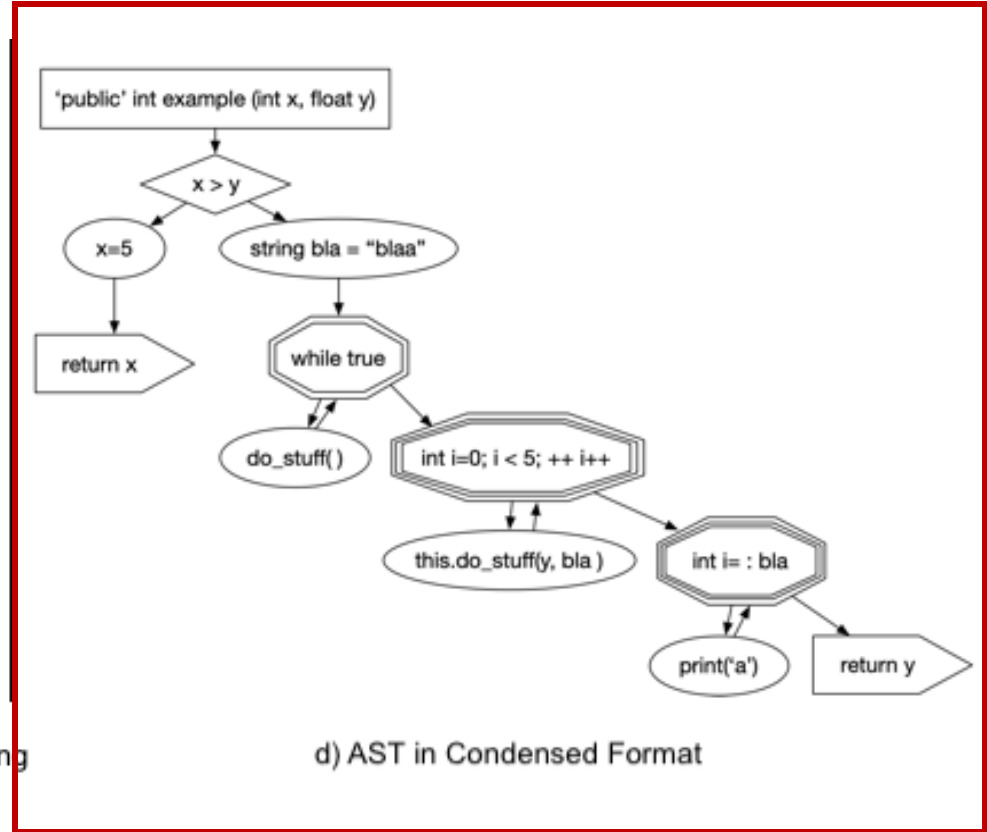 ‘public’ int example (int x, float y)
x > y
x=5
string bla = “blaa”
return x
while true
do_stuff( )
int i=0; i < 5; ++ i++
this.do_stuff(y, bla )
int i= : bla
print(‘a’)
return y
ng
d) AST in Condensed Format